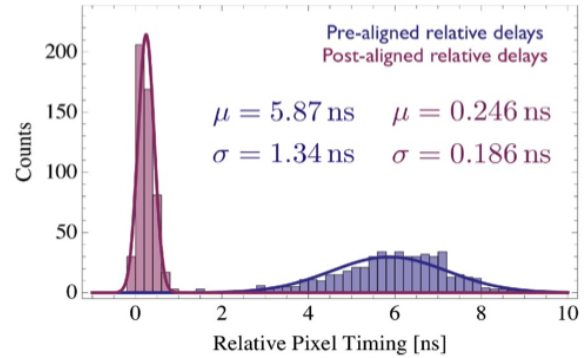 Pre-aligned relative delays
Post-aligned relative delays
μ = 5.87 ns μ = 0.246 ns
σ = 1.34 ns σ = 0.186 ns
Counts
200
150
100
50
0
0 2 4 6 8 10
Relative Pixel Timing [ns]